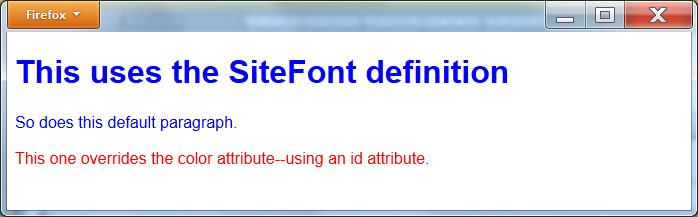 Firefox
This uses the SiteFont definition
So does this default paragraph.
This one overrides the color attribute--using an id attribute.